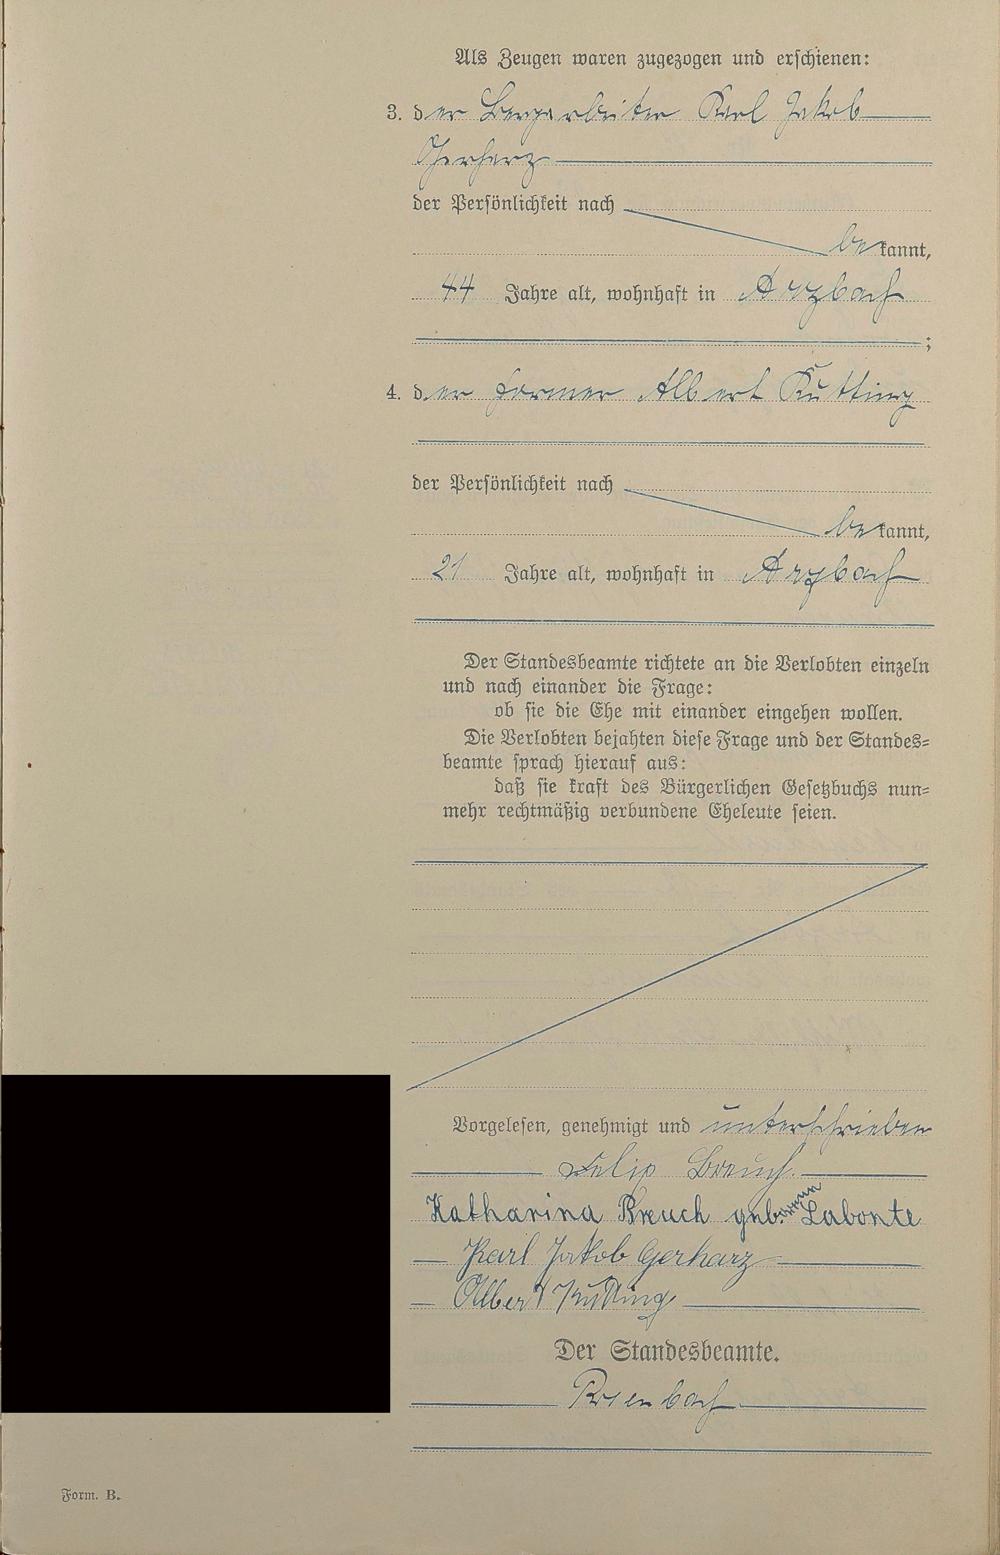 Als Zeugen waren zugezogen und erschienen:
3. der Bergarbeiter Karl Jakob
Gerharz
der Persönlichkeit nach
bekannt,
44 Jahre alt, wohnhaft in Arzbach
;
4. der Former Albert Kutting
der Persönlichkeit nach
bekannt,
21 Jahre alt, wohnhaft in Arzbach
Der Standesbeamte richtete an die Verlobten einzeln
und nach einander die Frage:
ob sie die Ehe mit einander eingehen wollen.
Die Verlobten bejahten diese Frage und der Standes=
beamte sprach hierauf aus:
daß sie kraft des Bürgerlichen Gesetzbuchs nun=
mehr rechtmäßig verbundene Eheleute seien.
Vorgelesen, genehmigt und unterschrieben
Breuch.
Katharina Breuch geb. Labonte
Karl Jakob Gerharz
Albert Kutting
Der Standesbeamte.
Form. B.